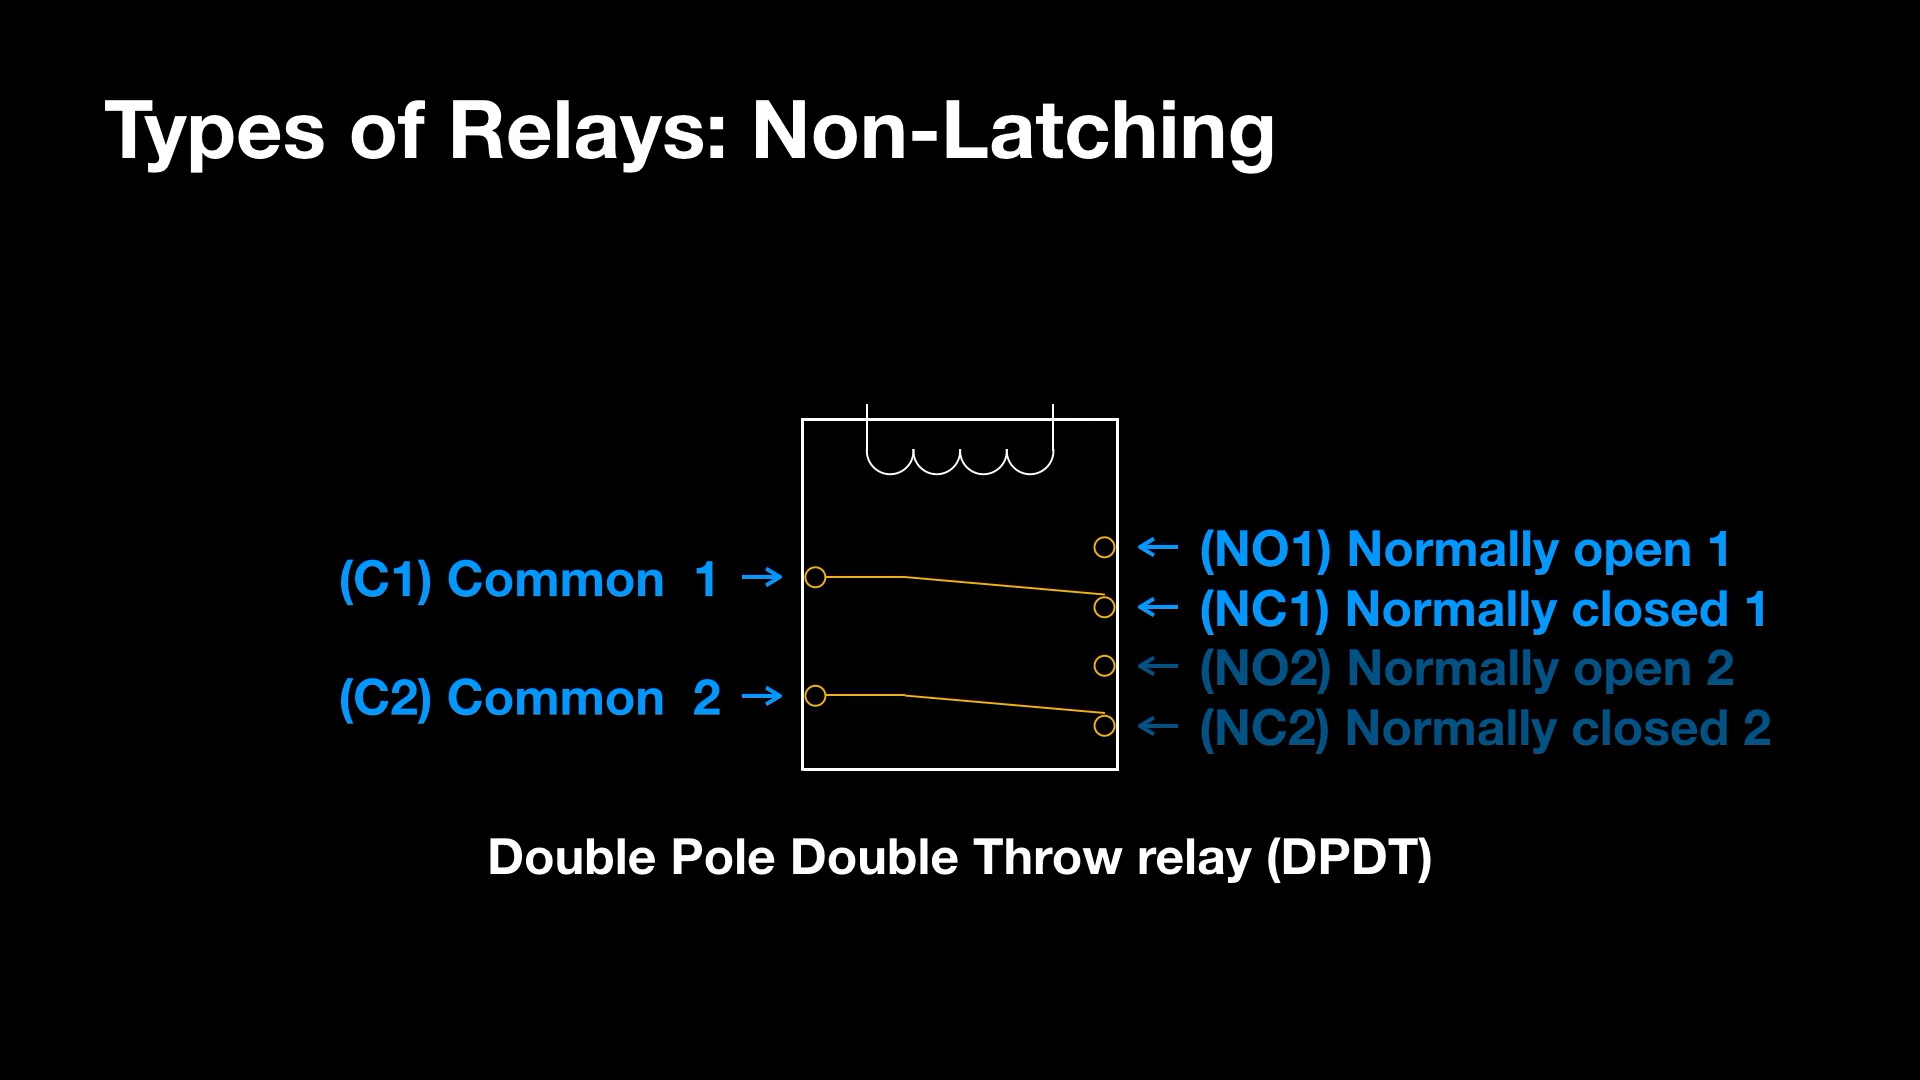 Types of Relays: Non-Latching
(C1) Common 1 →
← (NO1) Normally open 1
← (NC1) Normally closed 1
(C2) Common 2 →
← (NO2) Normally open 2
← (NC2) Normally closed 2
Double Pole Double Throw relay (DPDT)